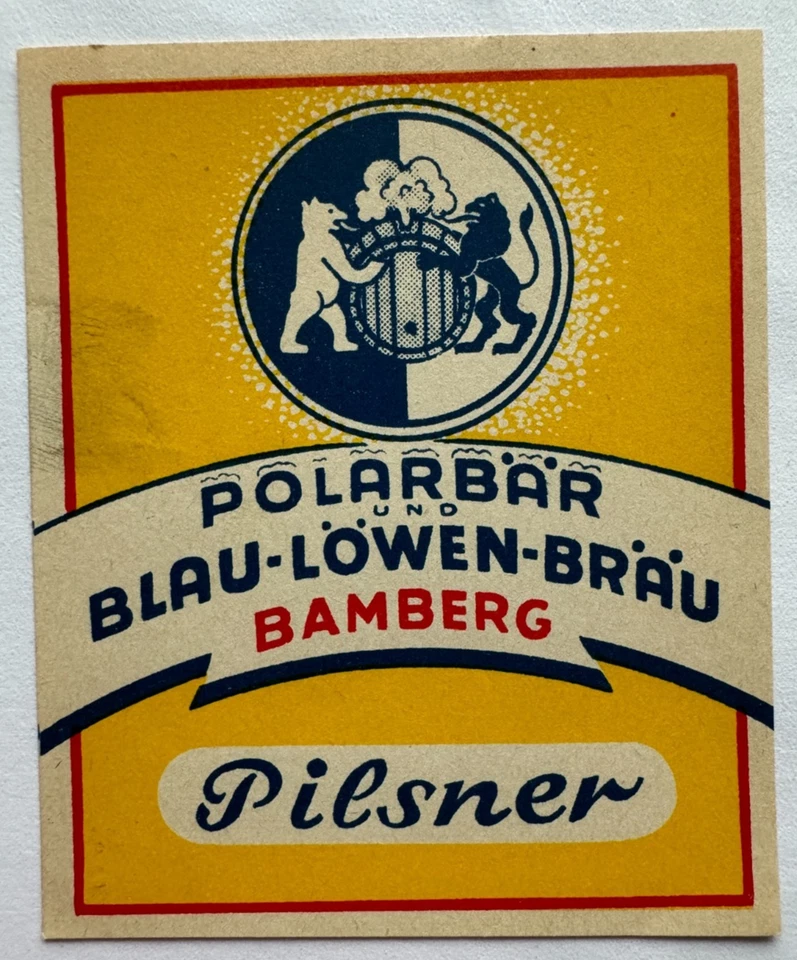 POLARBÄR
UND
BLAU-LÖWEN-BRÄU
BAMBERG
Pilsner